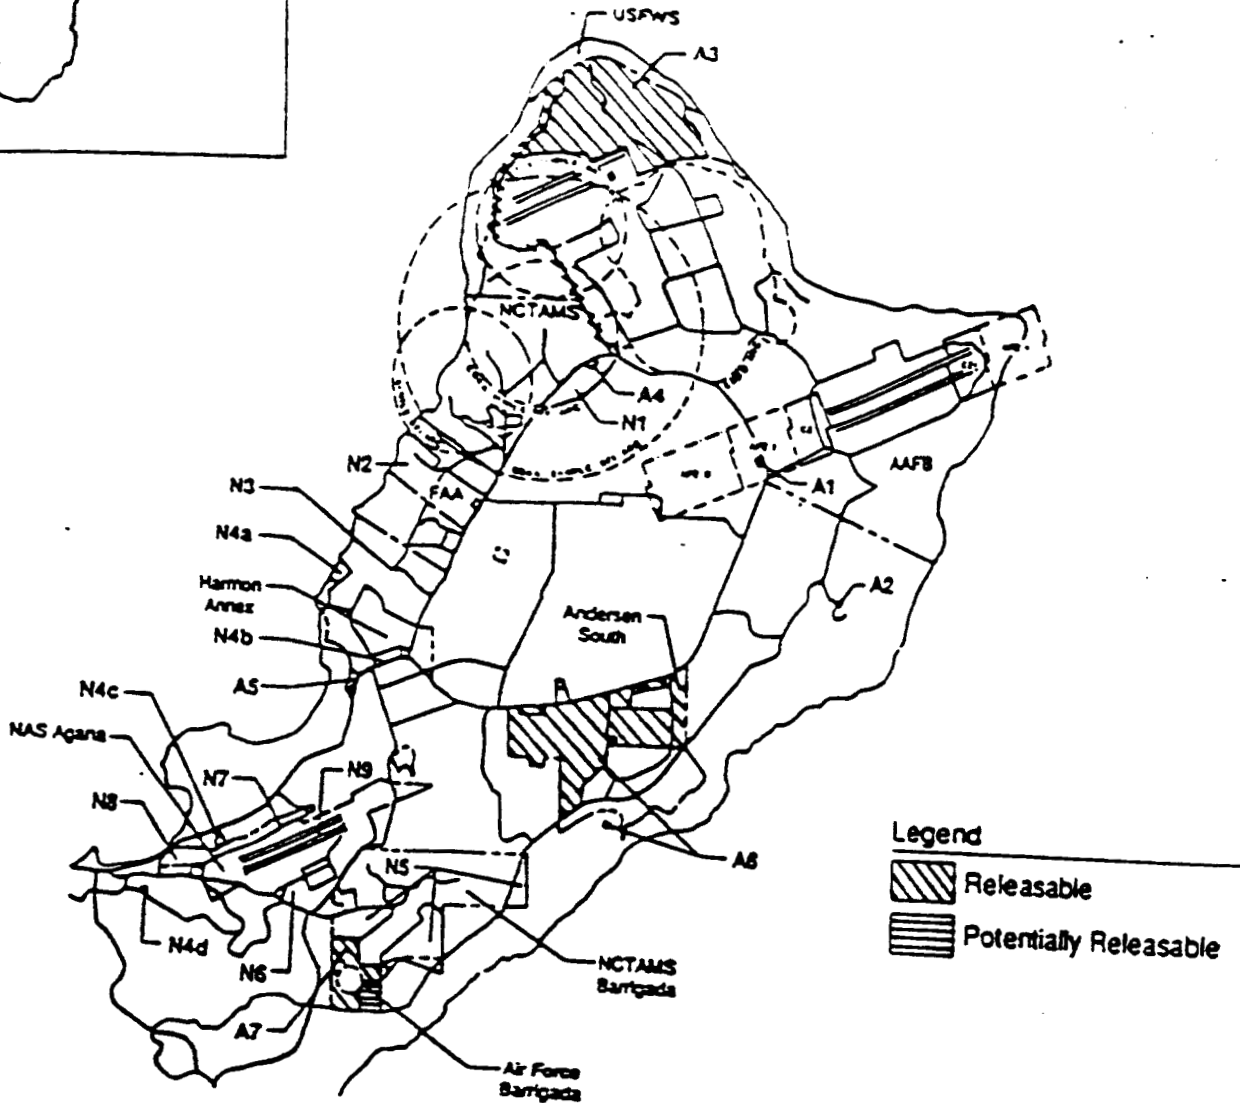 USFWS
A3
NCTAMS
A4
N1
N2
FAA
AAFB
N3
A1
N4a
Harmon
Annex
A2
Andersen
South
N4b
A5
N4c
NAS Agana
N7
N9
N8
N5
A6
Legend
Releasable
Potentially Releasable
N4d
N6
NCTAMS
Barrigada
A7
Air Force
Barrigada